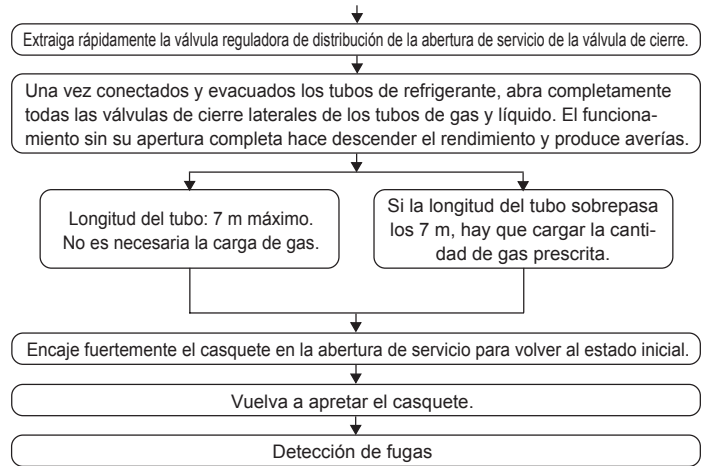 Extraiga rápidamente la válvula reguladora de distribución de la abertura de servicio de la válvula de cierre.
Una vez conectados y evacuados los tubos de refrigerante, abra completamente
todas las válvulas de cierre laterales de los tubos de gas y líquido. El funciona-
miento sin su apertura completa hace descender el rendimiento y produce averías.
Longitud del tubo: 7 m máximo.
No es necesaria la carga de gas.
Si la longitud del tubo sobrepasa
los 7 m, hay que cargar la canti-
dad de gas prescrita.
Encaje fuertemente el casquete en la abertura de servicio para volver al estado inicial.
Vuelva a apretar el casquete.
Detección de fugas